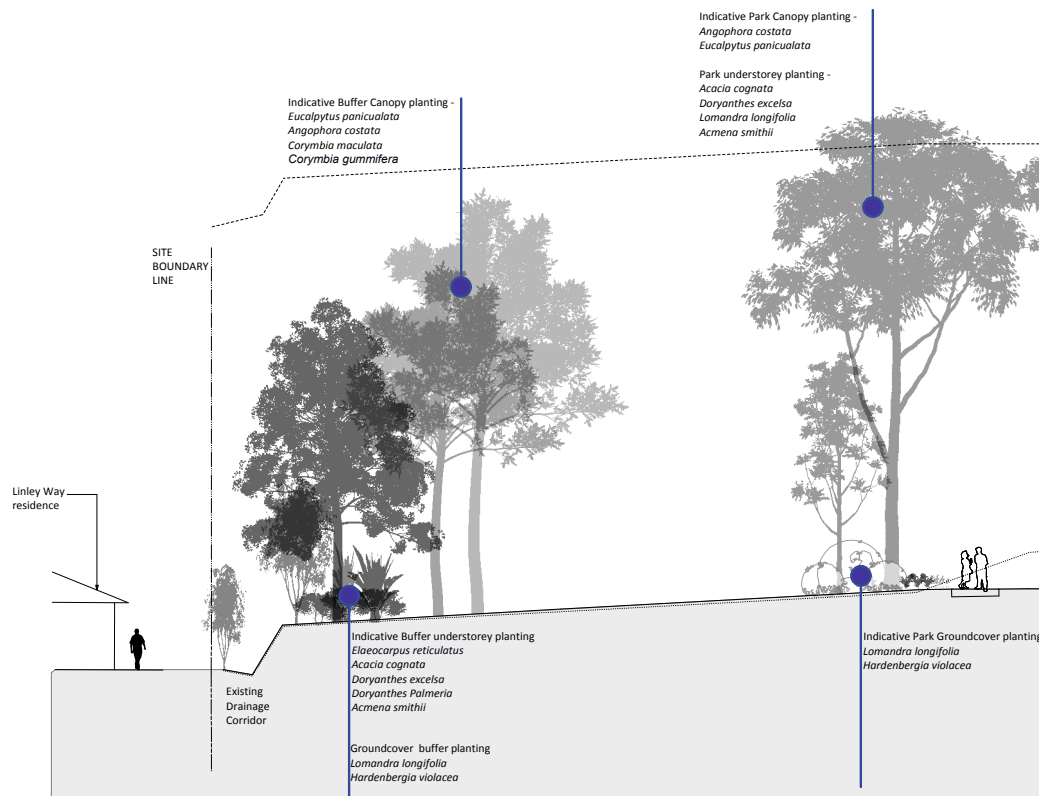 Indicative Park Canopy planting -
Angophora costata
Eucalpytus panicualata
Park understorey planting -
Acacia cognata
Doryanthes excelsa
Lomandra longifolia
Acmena smithii
Indicative Buffer Canopy planting -
Eucalpytus panicualata
Angophora costata
Corymbia maculata
Corymbia gummifera
SITE
BOUNDARY
LINE
Linley Way
residence
Existing
Drainage
Corridor
Indicative Buffer understorey planting
Elaeocarpus reticulatus
Acacia cognata
Doryanthes excelsa
Doryanthes Palmeria
Acmena smithii
Groundcover buffer planting
Lomandra longifolia
Hardenbergia violacea
Indicative Park Groundcover planting
Lomandra longifolia
Hardenbergia violacea